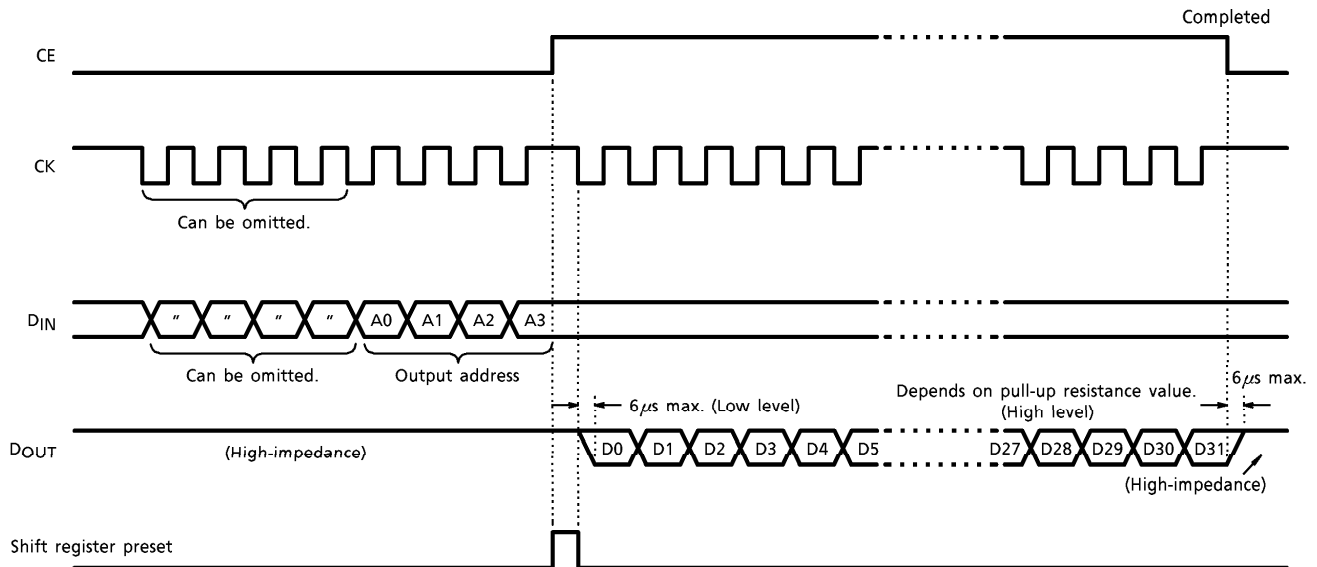 Completed
CE
CK
Can be omitted.
DIN
" " " " A0 A1 A2 A3
Can be omitted.
Output address
6μs max. (Low level)
Depends on pull-up resistance value.
(High level)
6μs max.
DOUT
(High-impedance)
D0 D1 D2 D3 D4 D5
D27 D28 D29 D30 D31
(High-impedance)
Shift register preset